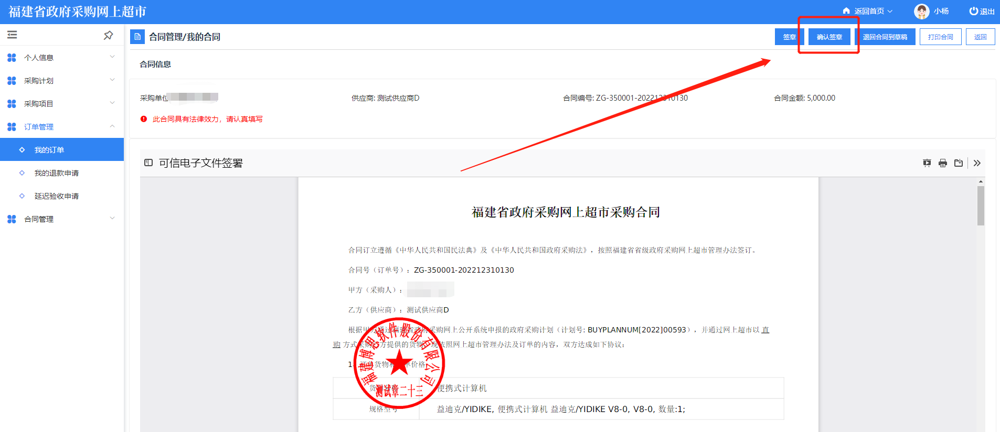 福建省政府采购网上超市
返回首页
小杨
退出
个人信息
采购计划
采购项目
订单管理
我的订单
我的退款申请
延迟验收申请
合同管理
合同管理/我的合同
签章
确认签章
退回合同到草稿
打印合同
返回
合同信息
采购单位
供应商: 测试供应商D
合同编号: ZG-350001-202212310130
合同金额: 5,000.00
此合同具有法律效力，请认真填写
可信电子文件签署
福建省政府采购网上超市采购合同
合同订立遵循《中华人民共和国民法典》及《中华人民共和国政府采购法》，按照福建省省级政府采购网上超市管理办法签订。
合同号（订单号）：ZG-350001-202212310130
甲方（采购人）：
乙方（供应商）：测试供应商D
根据甲方通过福建省政府采购网上公开系统申报的政府采购计划（计划号: BUYPLANNUM[2022]00593），并通过网上超市以 直
购 方式采购乙方提供的货物，现依照网上超市管理办法及订单的内容，双方达成如下协议：
货物
便携式计算机
规格型号
益迪克/YIDIKE, 便携式计算机 益迪克/YIDIKE V8-0, V8-0, 数量:1;
福建博思软件股份有限公司
测试章二十三